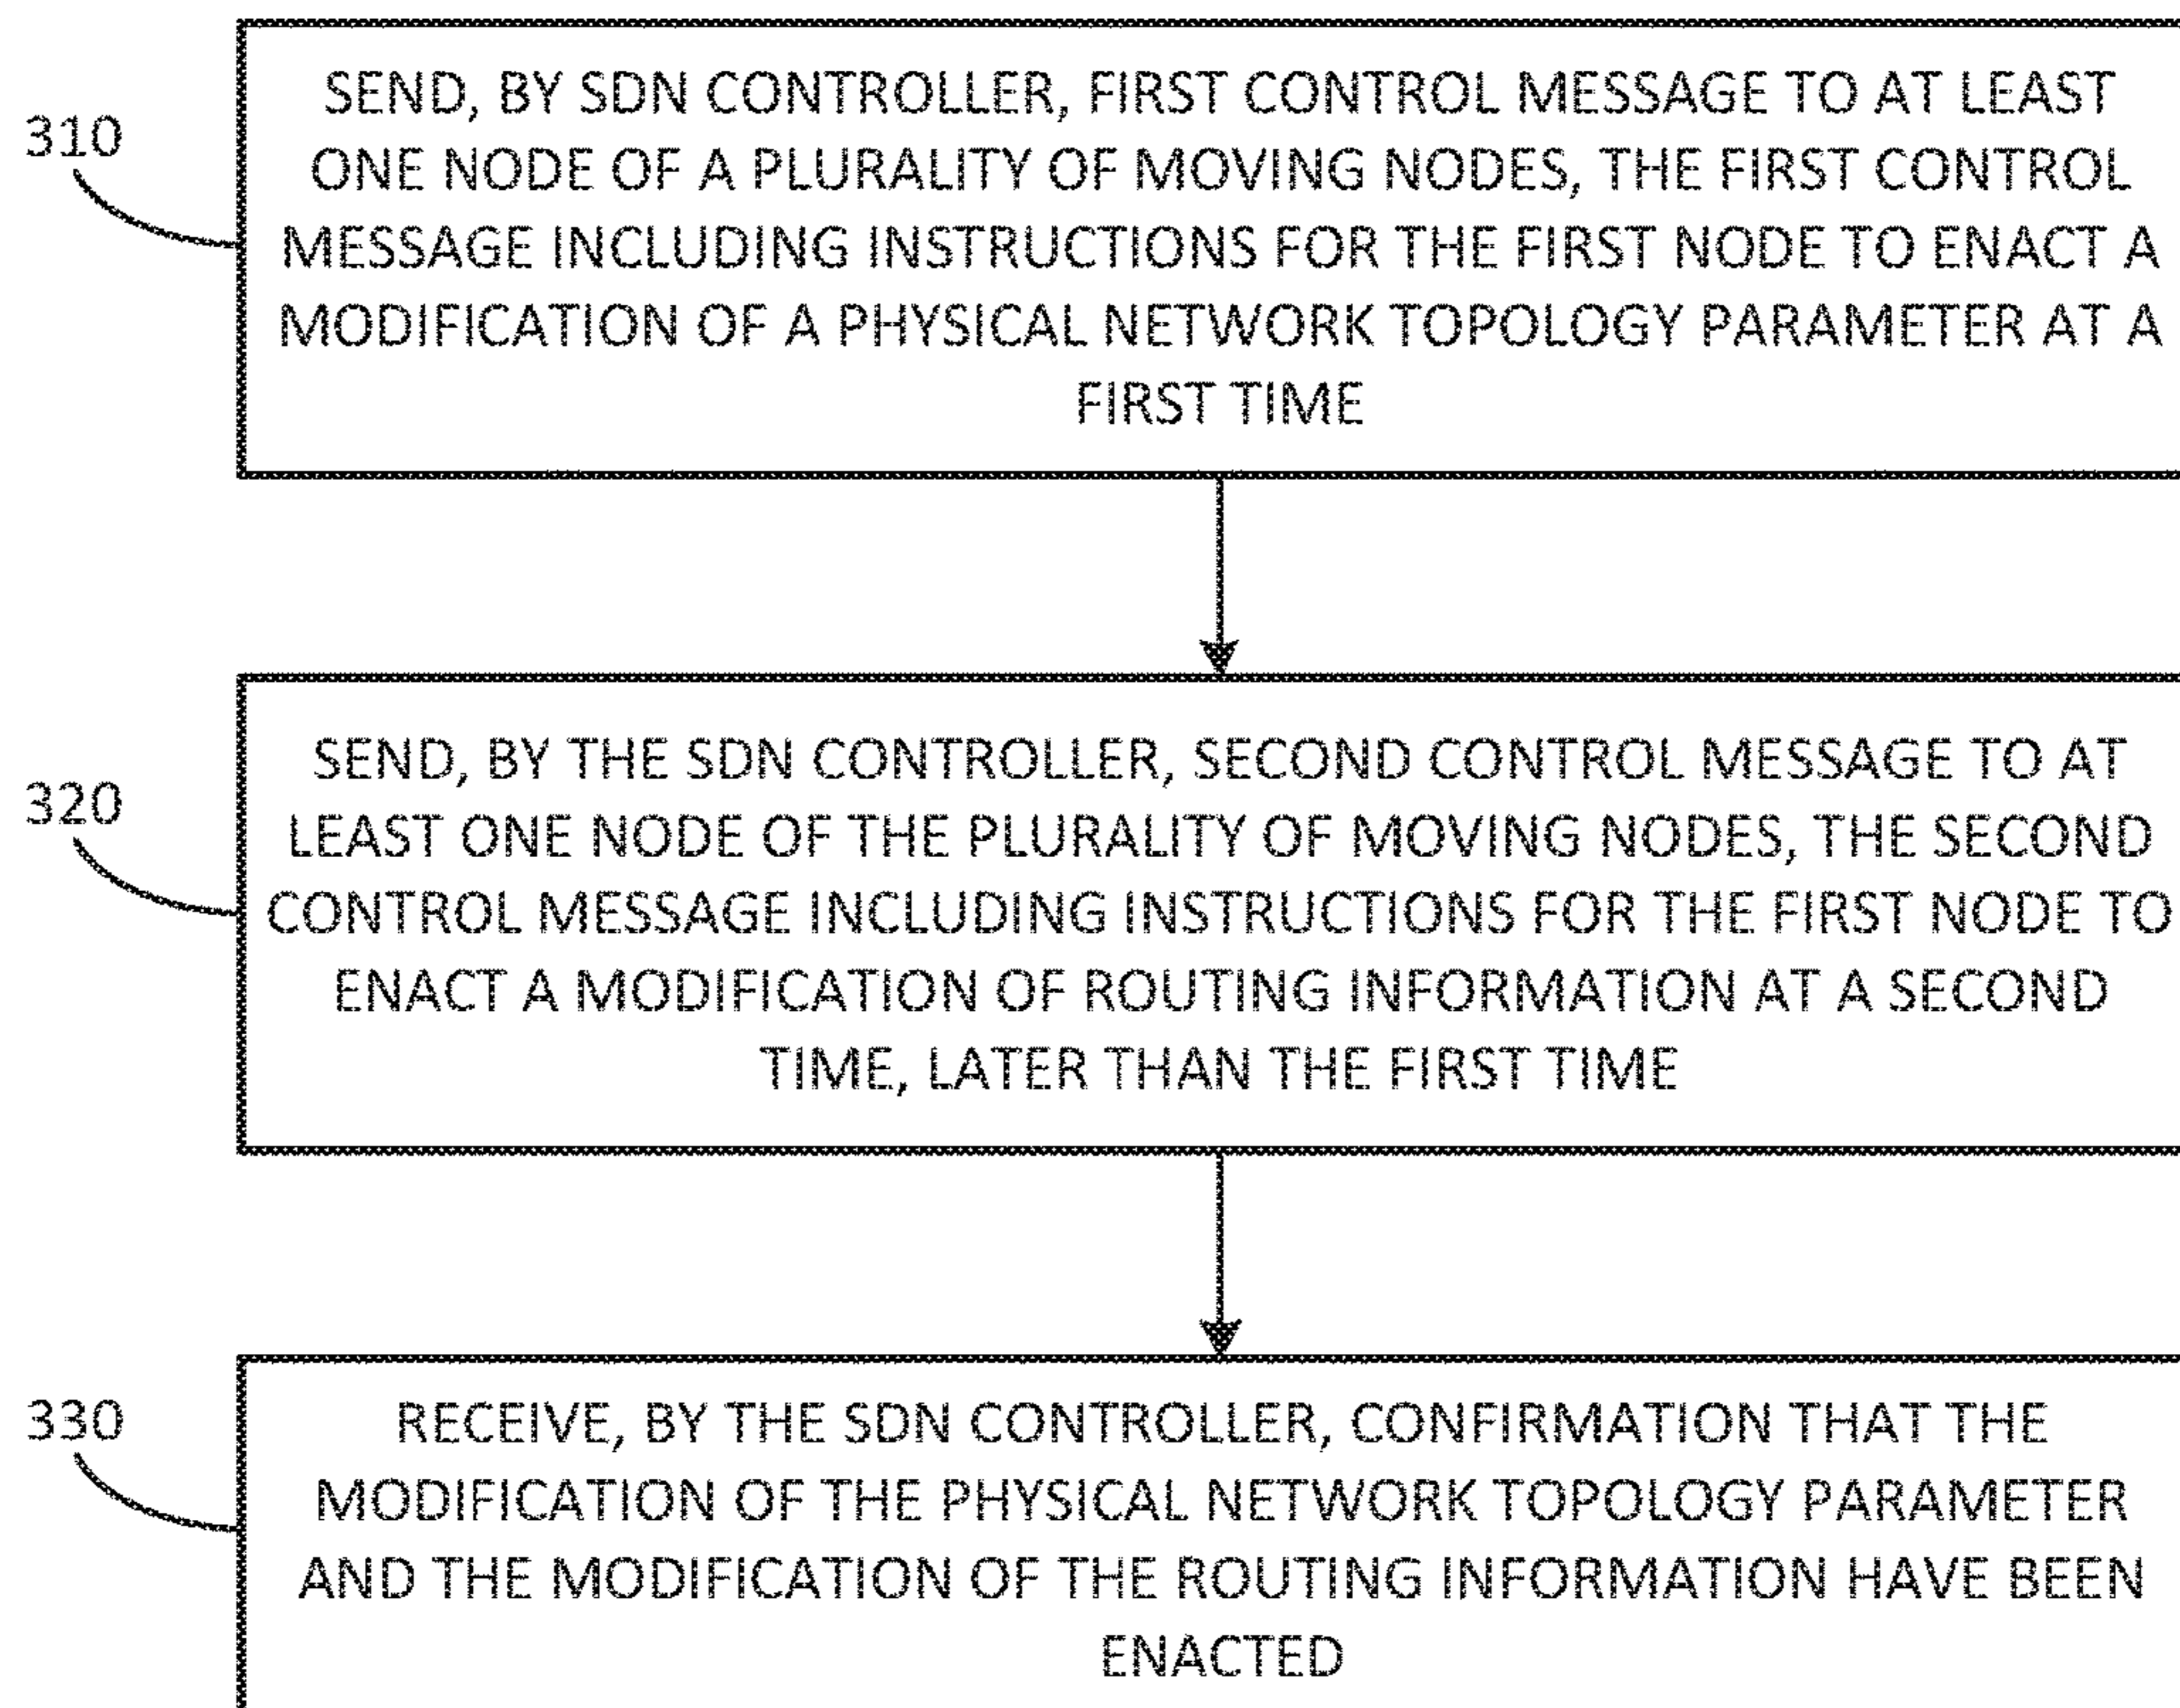 310
SEND, BY SDN CONTROLLER, FIRST CONTROL MESSAGE TO AT LEAST
ONE NODE OF A PLURALITY OF MOVING NODES, THE FIRST CONTROL
MESSAGE INCLUDING INSTRUCTIONS FOR THE FIRST NODE TO ENACT A
MODIFICATION OF A PHYSICAL NETWORK TOPOLOGY PARAMETER AT A
FIRST TIME
320
SEND, BY THE SDN CONTROLLER, SECOND CONTROL MESSAGE TO AT
LEAST ONE NODE OF THE PLURALITY OF MOVING NODES, THE SECOND
CONTROL MESSAGE INCLUDING INSTRUCTIONS FOR THE FIRST NODE TO
ENACT A MODIFICATION OF ROUTING INFORMATION AT A SECOND
TIME, LATER THAN THE FIRST TIME
330
RECEIVE, BY THE SDN CONTROLLER, CONFIRMATION THAT THE
MODIFICATION OF THE PHYSICAL NETWORK TOPOLOGY PARAMETER
AND THE MODIFICATION OF THE ROUTING INFORMATION HAVE BEEN
ENACTED